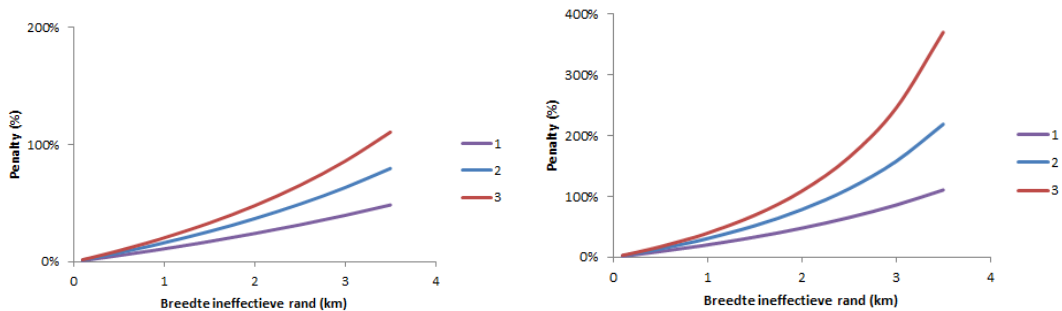 200%
100%
0%
Penalty (%)
0 1 2 3 4
Breedte ineffectieve rand (km)
1
2
3
400%
300%
200%
100%
0%
Penalty (%)
0 1 2 3 4
Breedte ineffectieve rand (km)
1
2
3